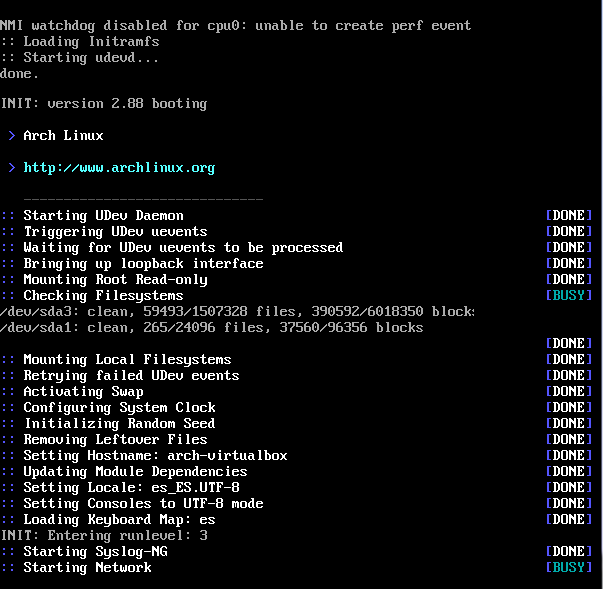 NMI watchdog disabled for cpu0: unable to create perf event
:: Loading Initramfs
:: Starting udevd...
done.
INIT: version 2.88 booting
> Arch Linux
> http://www.archlinux.org
------------------------------
:: Starting UDev Daemon [DONE]
:: Triggering UDev uevents [DONE]
:: Waiting for UDev uevents to be processed [DONE]
:: Bringing up loopback interface [DONE]
:: Mounting Root Read-only [DONE]
:: Checking Filesystems [BUSY]
/dev/sda3: clean, 59493/1507328 files, 390592/6018350 blocks
/dev/sda1: clean, 265/24096 files, 37560/96356 blocks
[DONE]
:: Mounting Local Filesystems [DONE]
:: Retrying failed UDev events [DONE]
:: Activating Swap [DONE]
:: Configuring System Clock [DONE]
:: Initializing Random Seed [DONE]
:: Removing Leftover Files [DONE]
:: Setting Hostname: arch-virtualbox [DONE]
:: Updating Module Dependencies [DONE]
:: Setting Locale: es_ES.UTF-8 [DONE]
:: Setting Consoles to UTF-8 mode [DONE]
:: Loading Keyboard Map: es [DONE]
INIT: Entering runlevel: 3
:: Starting Syslog-NG [DONE]
:: Starting Network [BUSY]